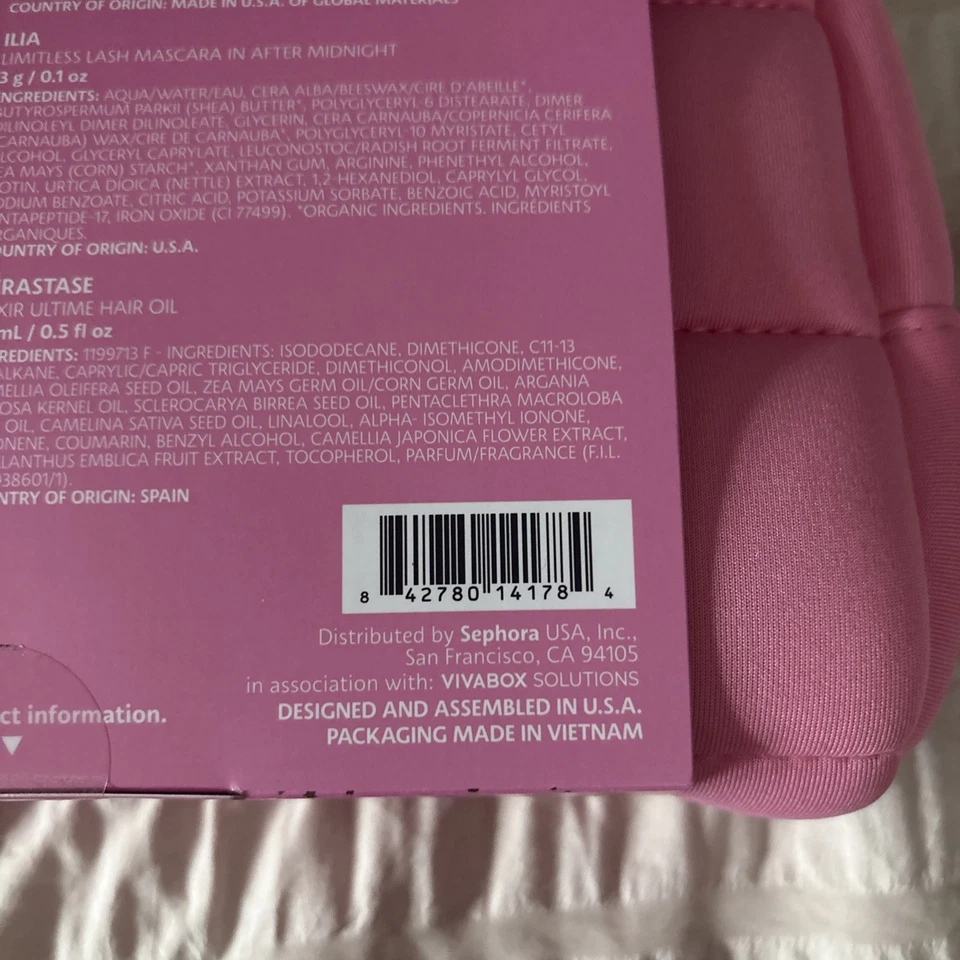 COUNTRY OF ORIGIN: MADE IN U.S.A. OF GLOBAL MATERIALS
ILIA
LIMITLESS LASH MASCARA IN AFTER MIDNIGHT
3 g / 0.1 oz
INGREDIENTS: AQUA/WATER/EAU, CERA ALBA/BEESWAX/CIRE D'ABEILLE*,
BUTYROSPERMUM PARKII (SHEA) BUTTER*, POLYGLYCERYL-6 DISTEARATE, DIMER
DILINOLEYL DIMER DILINOLEATE, GLYCERIN, CERA CARNAUBA/COPERNICIA CERIFERA
(CARNAUBA) WAX/CIRE DE CARNAUBA*, POLYGLYCERYL-10 MYRISTATE, CETYL
ALCOHOL, GLYCERYL CAPRYLATE, LEUCONOSTOC/RADISH ROOT FERMENT FILTRATE,
EA MAYS (CORN) STARCH*, XANTHAN GUM, ARGININE, PHENETHYL ALCOHOL,
OTIN, URTICA DIOICA (NETTLE) EXTRACT, 1,2-HEXANEDIOL, CAPRYLYL GLYCOL,
ODIUM BENZOATE, CITRIC ACID, POTASSIUM SORBATE, BENZOIC ACID, MYRISTOYL
NTAPEPTIDE-17, IRON OXIDE (CI 77499). *ORGANIC INGREDIENTS. INGRÉDIENTS
RGANIQUES.
OUNTRY OF ORIGIN: U.S.A.
RASTASE
XIR ULTIME HAIR OIL
mL / 0.5 fl oz
REDIENTS: 1199713 F - INGREDIENTS: ISODODECANE, DIMETHICONE, C11-13
ALKANE, CAPRYLIC/CAPRIC TRIGLYCERIDE, DIMETHICONOL, AMODIMETHICONE,
MELLIA OLEIFERA SEED OIL, ZEA MAYS GERM OIL/CORN GERM OIL, ARGANIA
OSA KERNEL OIL, SCLEROCARYA BIRREA SEED OIL, PENTACLETHRA MACROLOBA
OIL, CAMELINA SATIVA SEED OIL, LINALOOL, ALPHA- ISOMETHYL IONONE,
ONENE, COUMARIN, BENZYL ALCOHOL, CAMELLIA JAPONICA FLOWER EXTRACT,
LANTHUS EMBLICA FRUIT EXTRACT, TOCOPHEROL, PARFUM/FRAGRANCE (F.I.L.
38601/1).
NTRY OF ORIGIN: SPAIN
8 42780 14178 4
Distributed by Sephora USA, Inc.,
San Francisco, CA 94105
in association with: VIVABOX SOLUTIONS
DESIGNED AND ASSEMBLED IN U.S.A.
PACKAGING MADE IN VIETNAM
ct information.